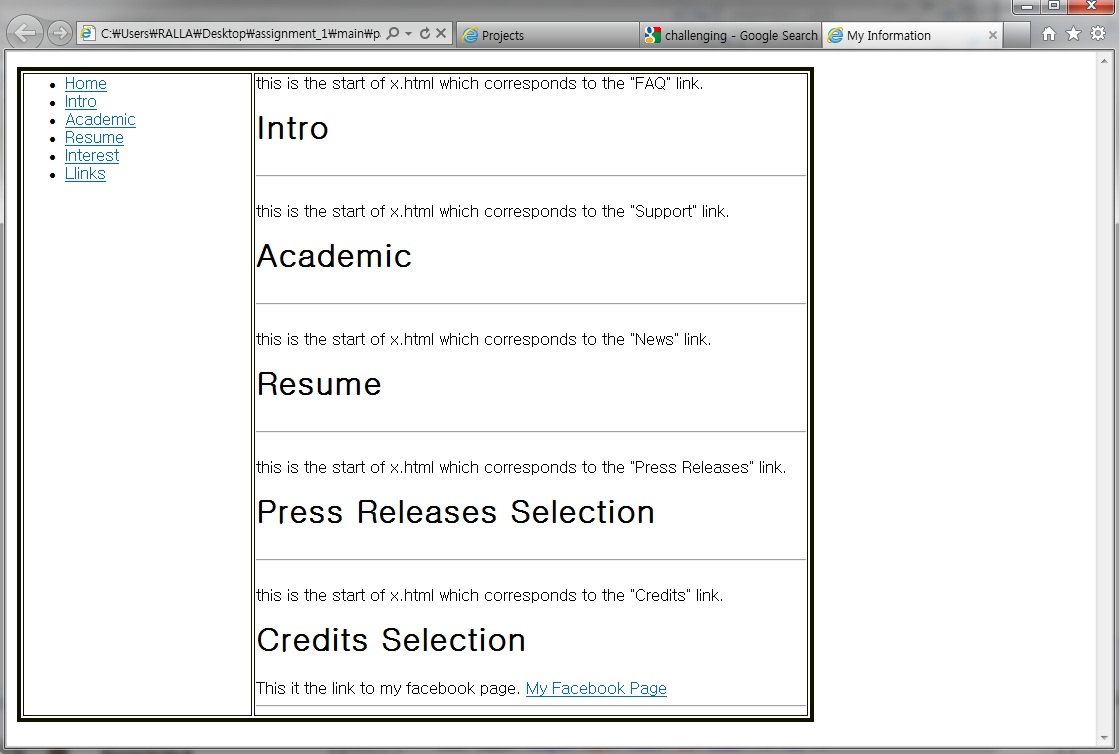 C:₩Users₩RALLA₩Desktop₩assignment_1₩main₩p
Projects
challenging - Google Search
My Information
Home
Intro
Academic
Resume
Interest
Llinks
this is the start of x.html which corresponds to the "FAQ" link.
Intro
this is the start of x.html which corresponds to the "Support" link.
Academic
this is the start of x.html which corresponds to the "News" link.
Resume
this is the start of x.html which corresponds to the "Press Releases" link.
Press Releases Selection
this is the start of x.html which corresponds to the "Credits" link.
Credits Selection
This it the link to my facebook page. My Facebook Page